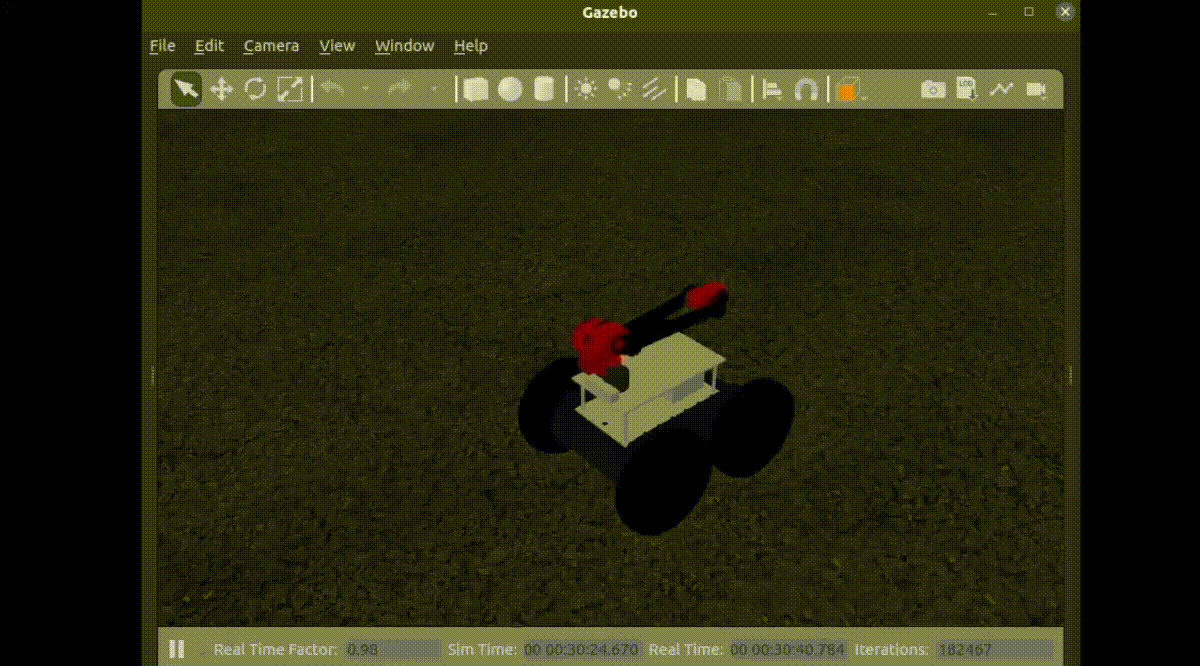 Gazebo
File Edit Camera View Window Help
LOG
Real Time Factor: 0.98 Sim Time: 00 00:30:24.670 Real Time: 00 00:30:40.784 Iterations: 182467